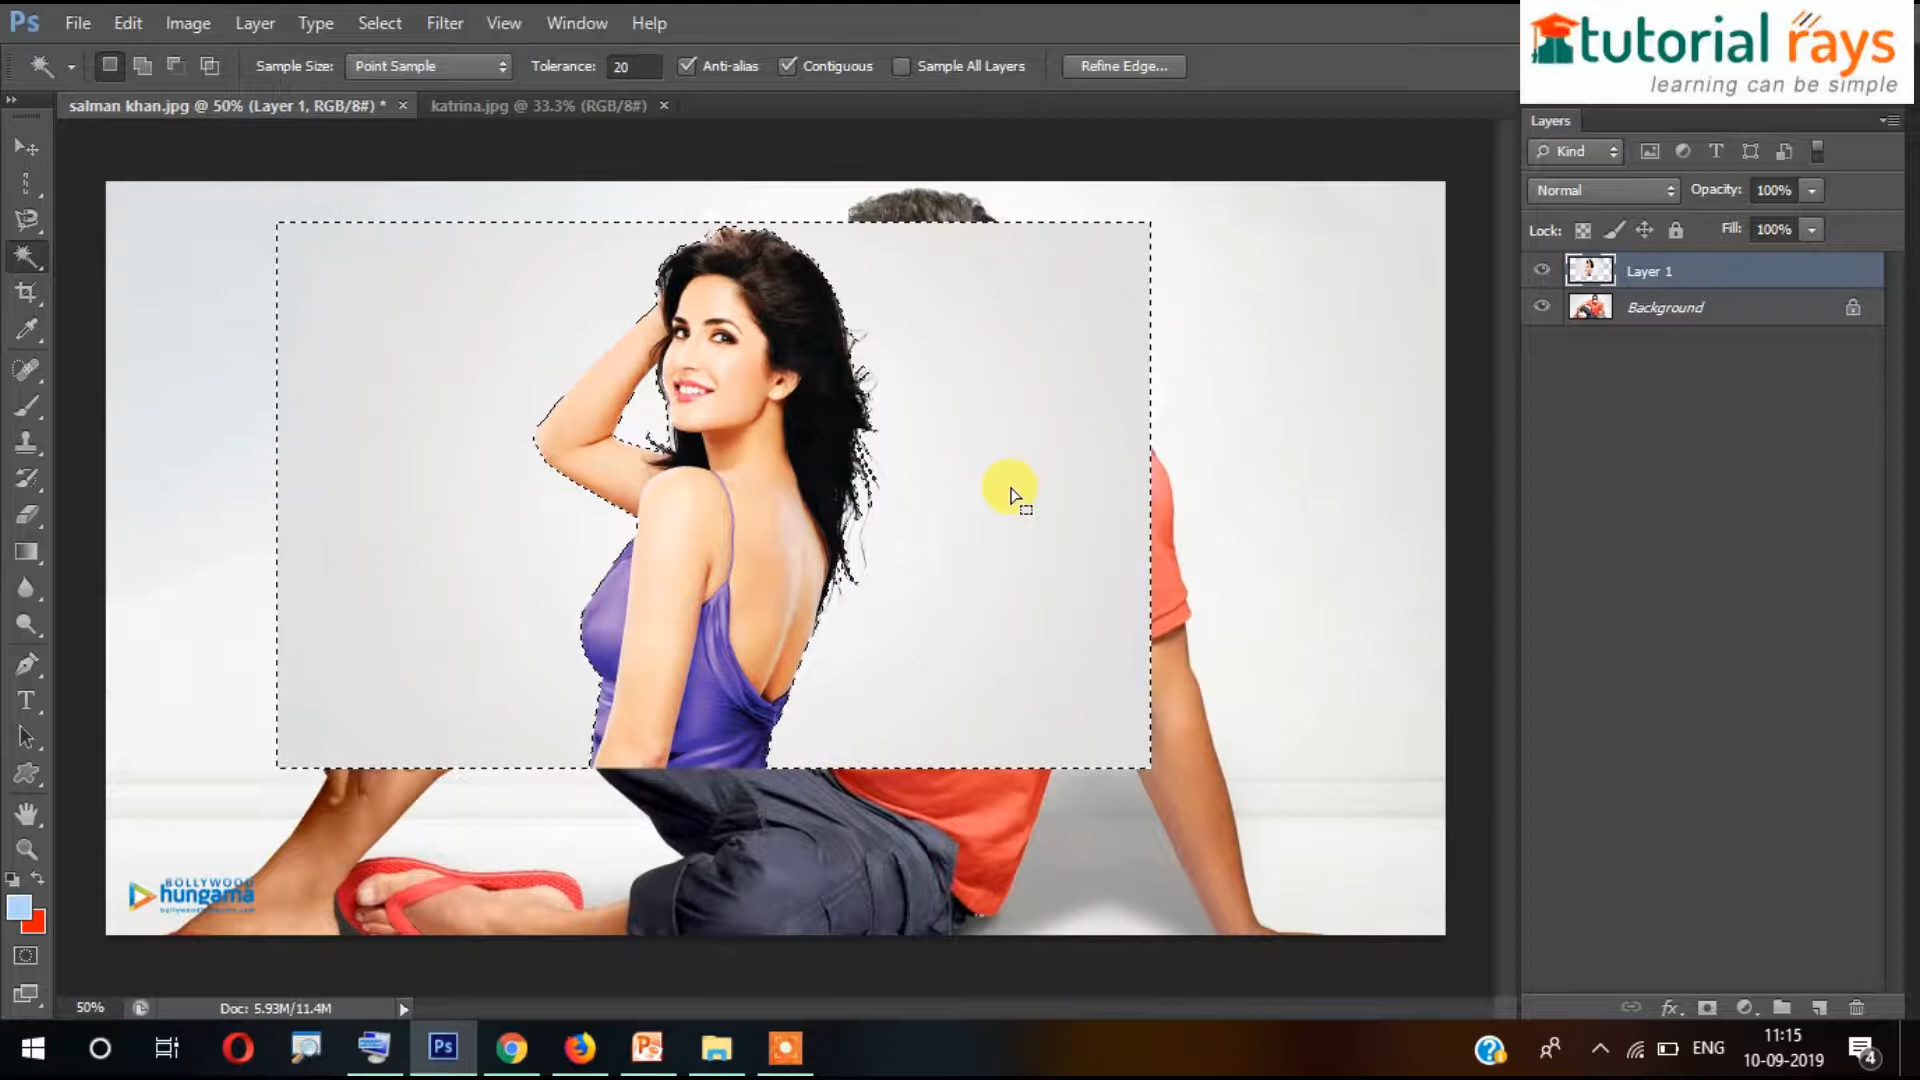 Ps File Edit Image Layer Select Type Filter View Window Help
tutorial rays
learning can be simple
Sample Size: Point Sample Tolerance: 20 Anti-alias Contiguous Sample All Layers Refine Edge...
salman khan.jpg @ 50% (Layer 1, RGB/8#) * × katrina.jpg @ 33.3% (RGB/8#) ×
Layers
Kind
Normal Opacity: 100%
Lock: Fill: 100%
Layer 1
Background
BOLLYWOOD
hungama
50% Doc: 5.93M/11.4M
Ps ENG 11:15
10-09-2019
4